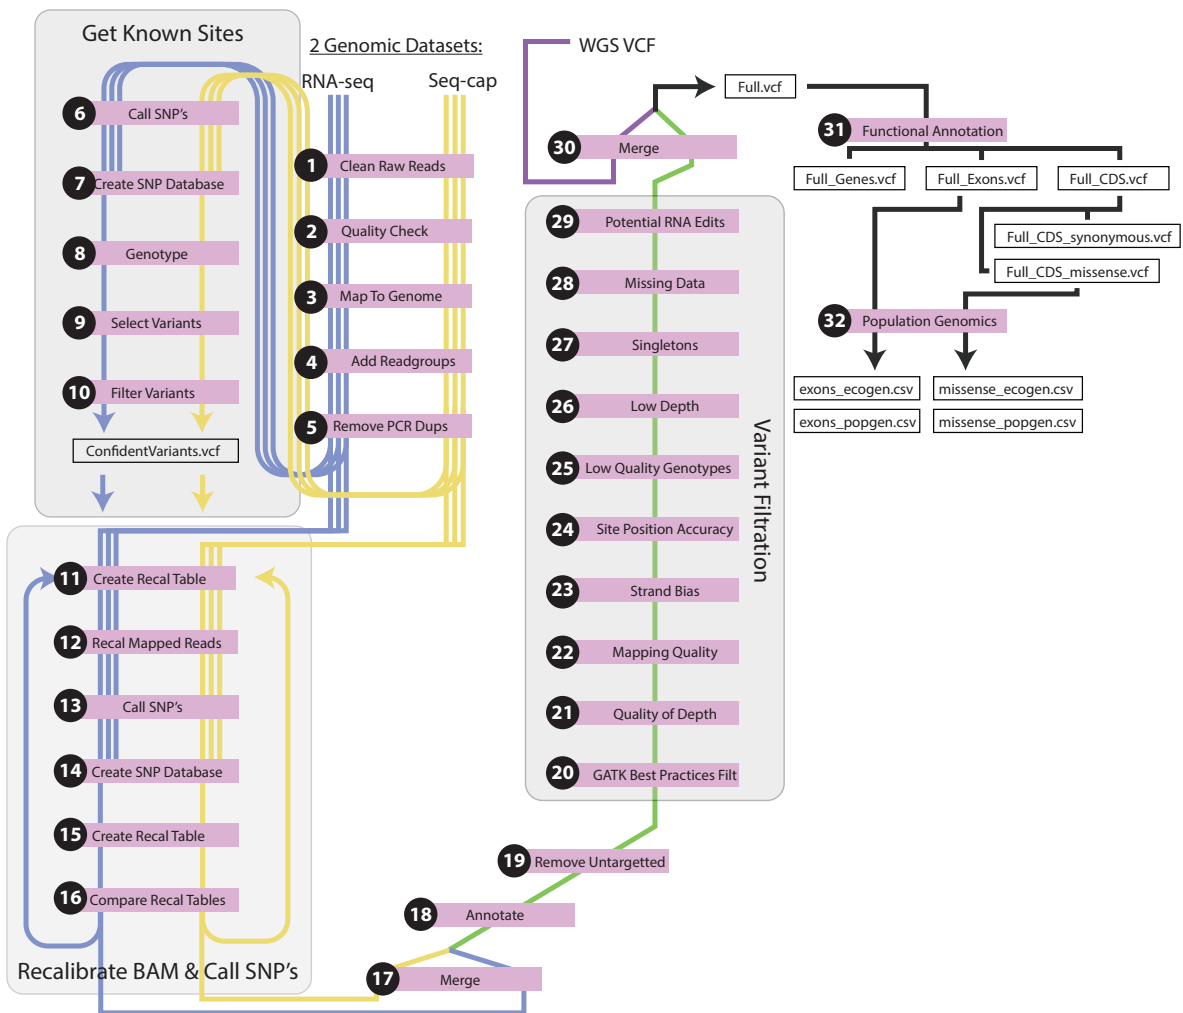 Get Known Sites
6 Call SNP's
7 Create SNP Database
8 Genotype
9 Select Variants
10 Filter Variants
ConfidentVariants.vcf
2 Genomic Datasets:
RNA-seq Seq-cap
1 Clean Raw Reads
2 Quality Check
3 Map To Genome
4 Add Readgroups
5 Remove PCR Dups
11 Create Recal Table
12 Recal Mapped Reads
13 Call SNP's
14 Create SNP Database
15 Create Recal Table
16 Compare Recal Tables
Recalibrate BAM & Call SNP's
17 Merge
18 Annotate
19 Remove Untargetted
WGS VCF
30 Merge
29 Potential RNA Edits
28 Missing Data
27 Singletons
26 Low Depth
25 Low Quality Genotypes
24 Site Position Accuracy
23 Strand Bias
22 Mapping Quality
21 Quality of Depth
20 GATK Best Practices Filt
Variant Filtration
Full.vcf
31 Functional Annotation
Full_Genes.vcf Full_Exons.vcf Full_CDS.vcf
Full_CDS_synonymous.vcf
Full_CDS_missense.vcf
32 Population Genomics
exons_ecogen.csv missense_ecogen.csv
exons_popgen.csv missense_popgen.csv